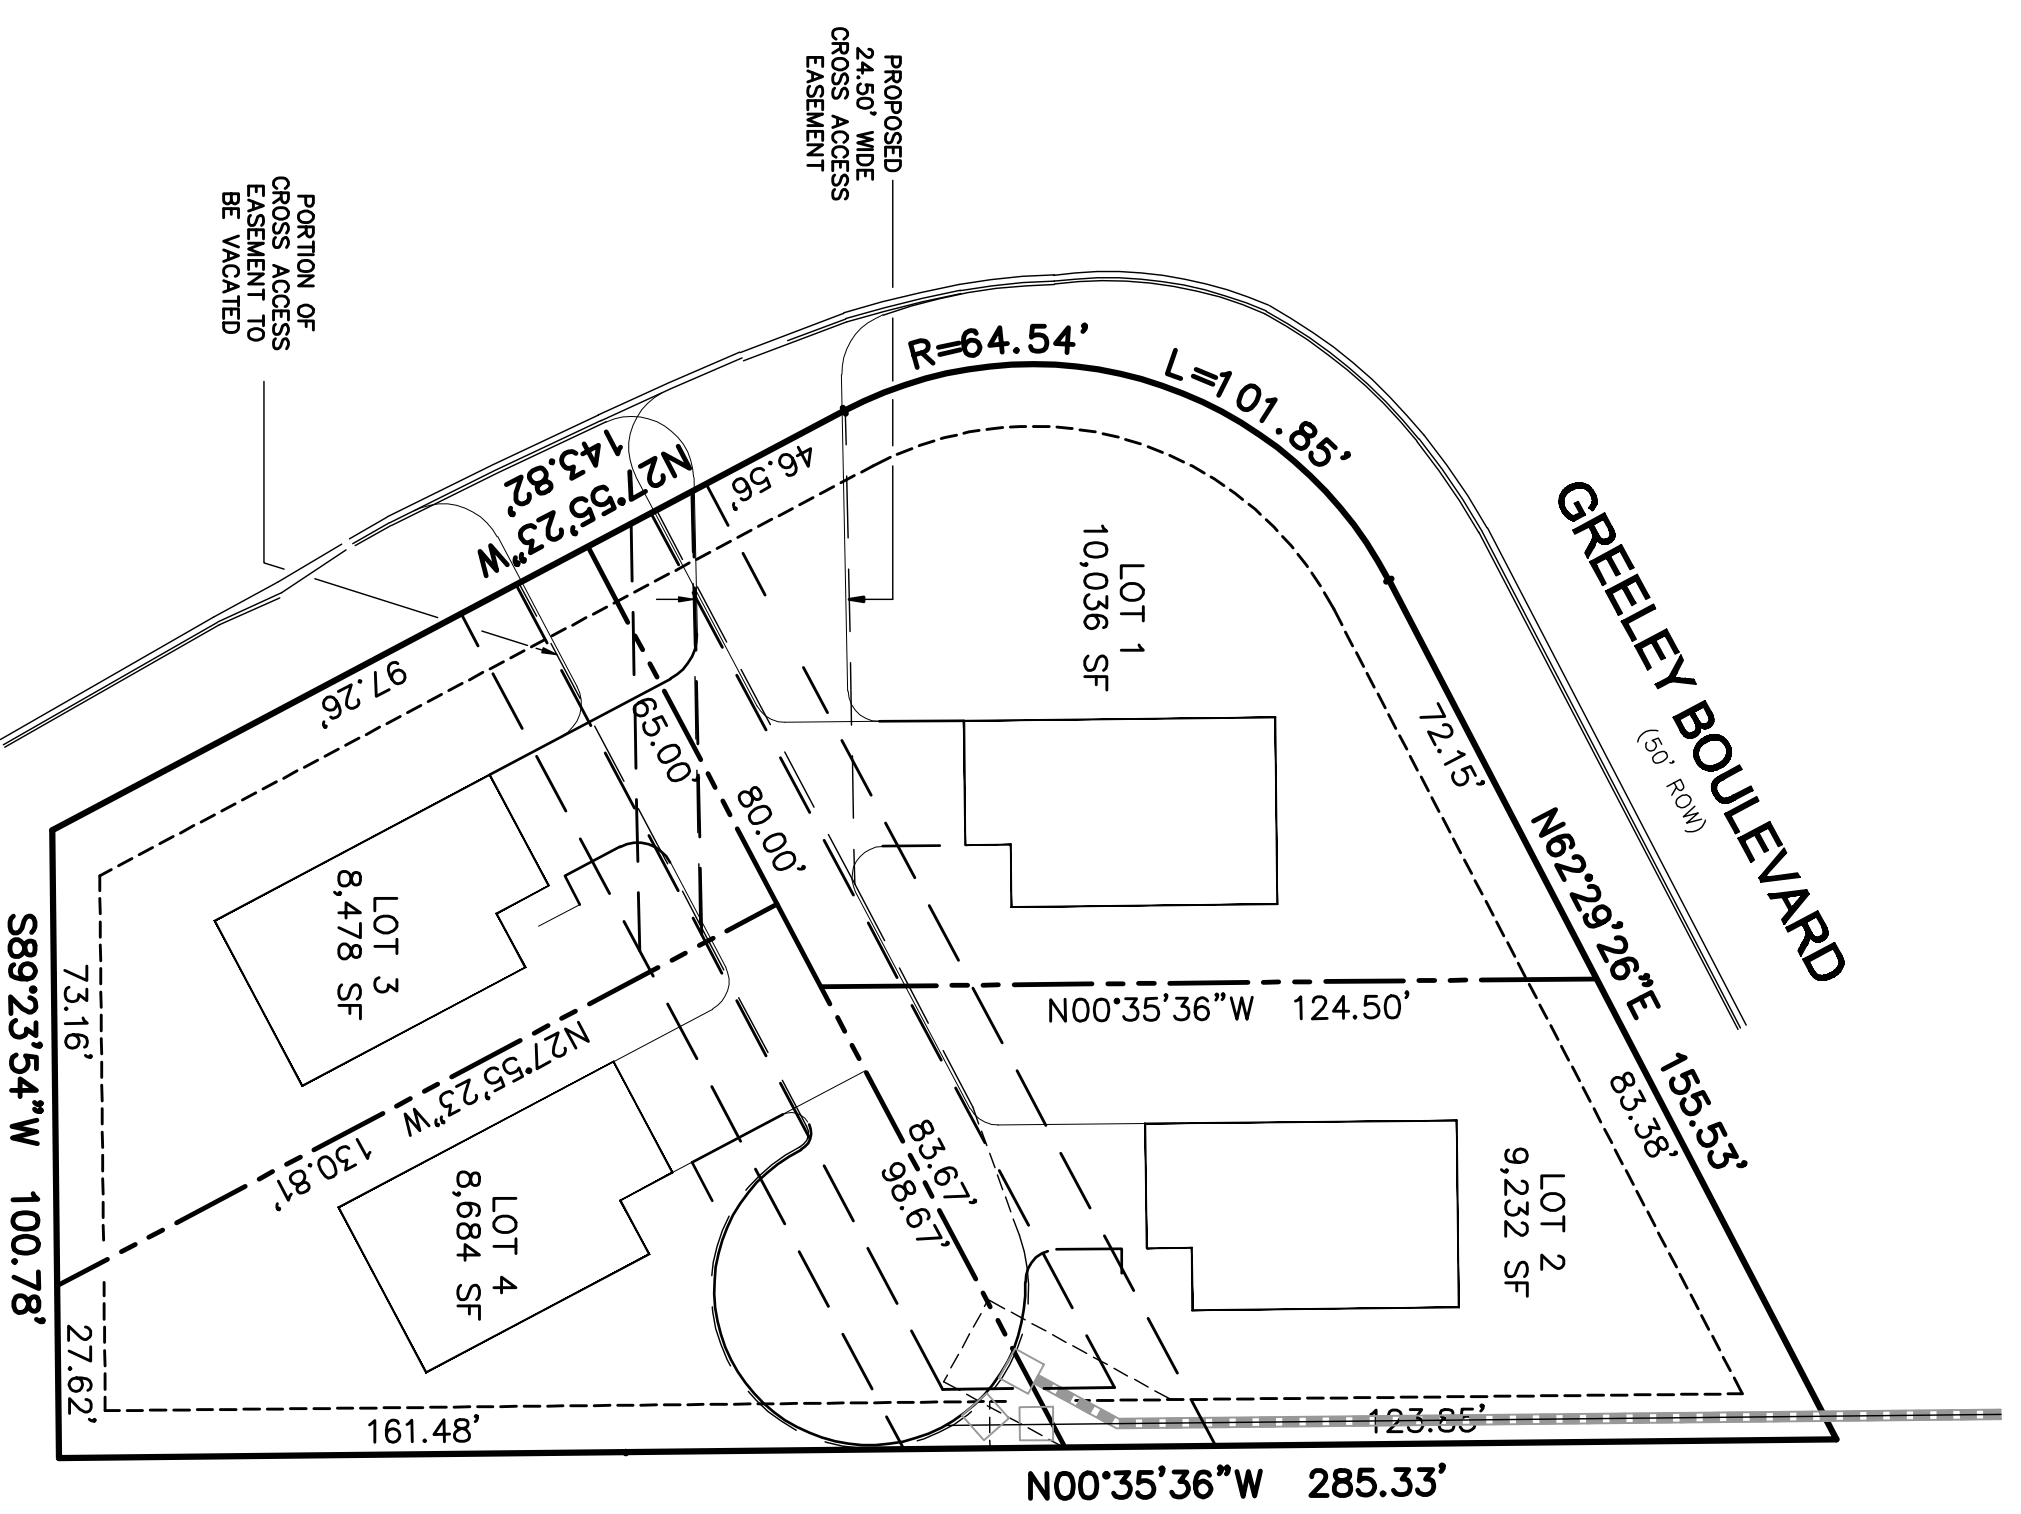 PROPOSED
24.50' WIDE
CROSS ACCESS
EASEMENT
PORTION OF
CROSS ACCESS
EASEMENT TO
BE VACATED
R=64.54'
L=101.85'
GREELEY BOULEVARD
(50' ROW)
N27°55'23"W
143.82'
46.56'
97.26'
LOT 1
10,036 SF
72.15'
N62°29'26"E 155.53'
83.38'
65.00'
80.00'
N00°35'36"W 124.50'
LOT 3
8,478 SF
N27°55'23"W
130.81'
LOT 4
8,684 SF
83.67'
98.67'
LOT 2
9,232 SF
S89°23'54"W 100.78'
73.16'
27.62'
161.48'
123.85'
N00°35'36"W 285.33'